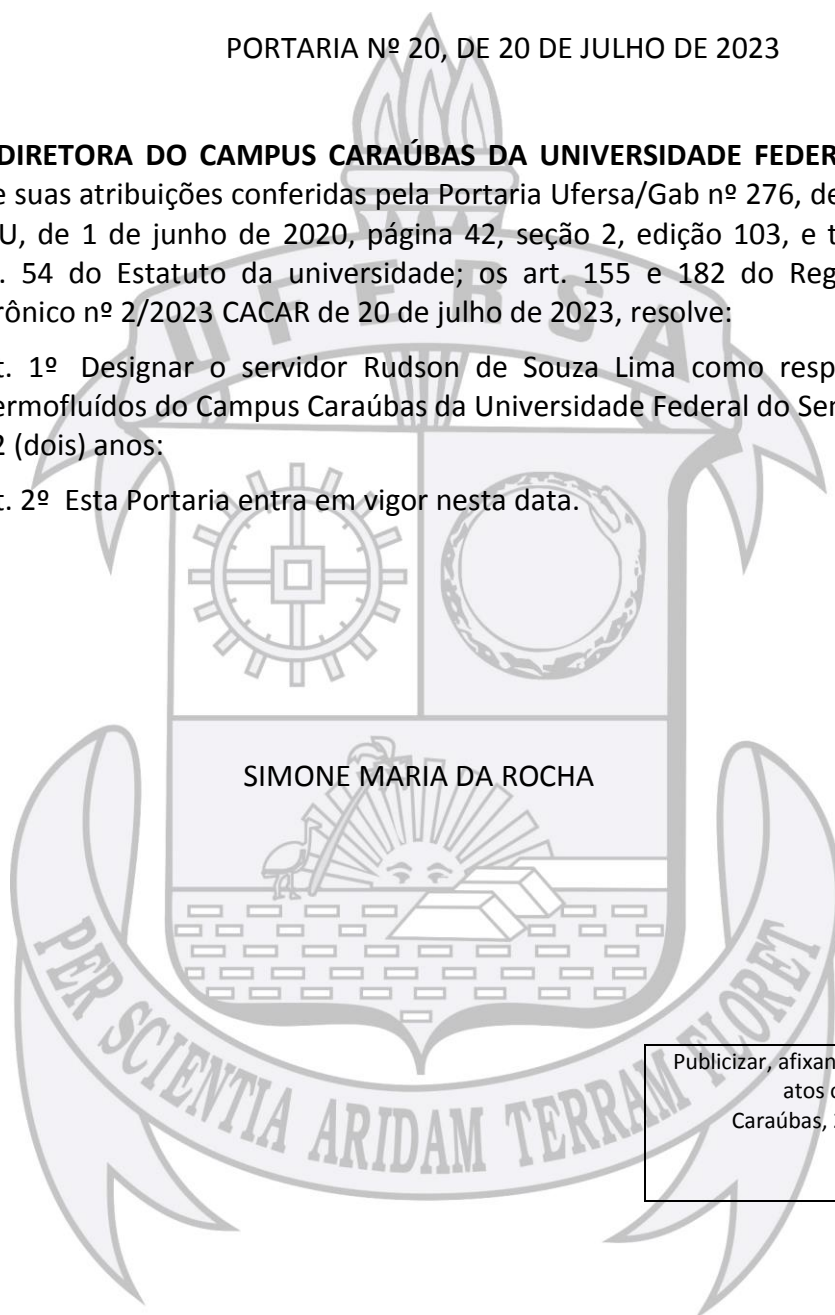 PORTARIA Nº 20, DE 20 DE JULHO DE 2023
DIRETORA DO CAMPUS CARAÚBAS DA UNIVERSIDADE FEDER
e suas atribuições conferidas pela Portaria Ufersa/Gab nº 276, de
U, de 1 de junho de 2020, página 42, seção 2, edição 103, e t
. 54 do Estatuto da universidade; os art. 155 e 182 do Reg
rônico nº 2/2023 CACAR de 20 de julho de 2023, resolve:
t. 1º Designar o servidor Rudson de Souza Lima como resp
ermofluídos do Campus Caraúbas da Universidade Federal do Ser
2 (dois) anos:
t. 2º Esta Portaria entra em vigor nesta data.
UFERSA
SIMONE MARIA DA ROCHA
PER SCIENTIA ARIDAM TERRAM FLORET
Publicizar, afixan
atos
Caraúbas,